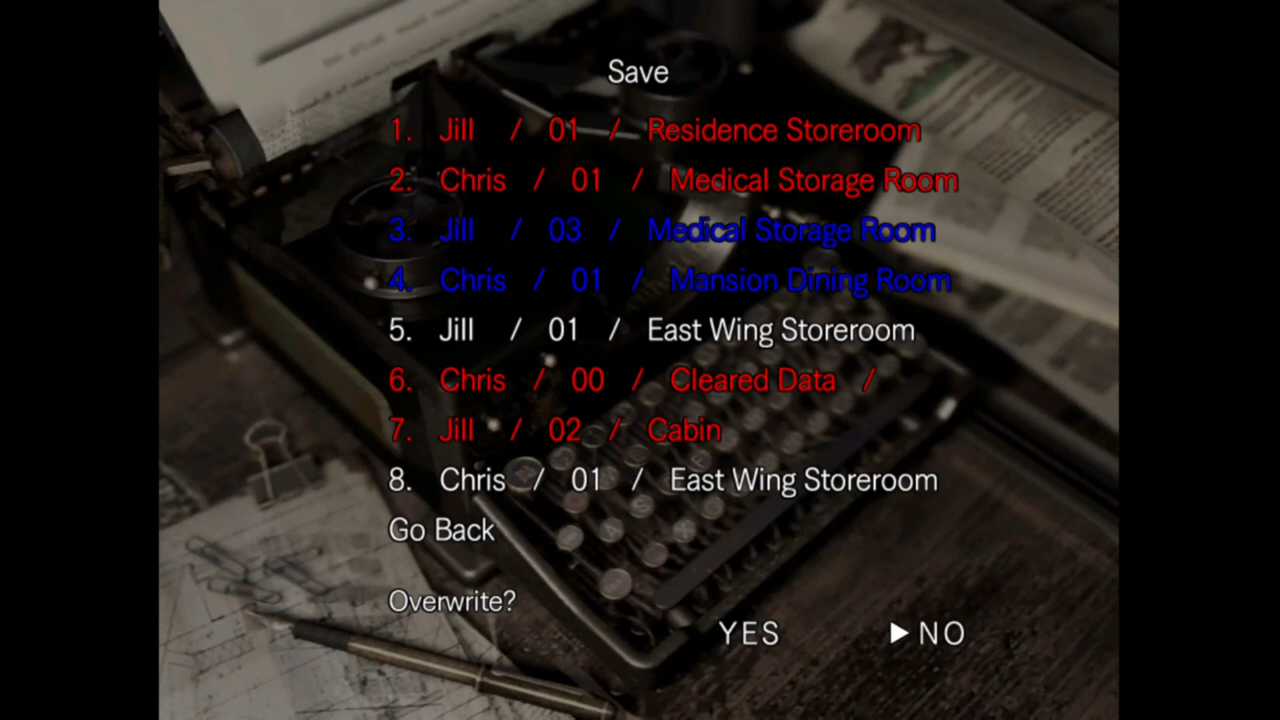 Save
1. Jill / 01 / Residence Storeroom
2. Chris / 01 / Medical Storage Room
3. Jill / 03 / Medical Storage Room
4. Chris / 01 / Mansion Dining Room
5. Jill / 01 / East Wing Storeroom
6. Chris / 00 / Cleared Data /
7. Jill / 02 / Cabin
8. Chris / 01 / East Wing Storeroom
Go Back
Overwrite?
YES ▶NO